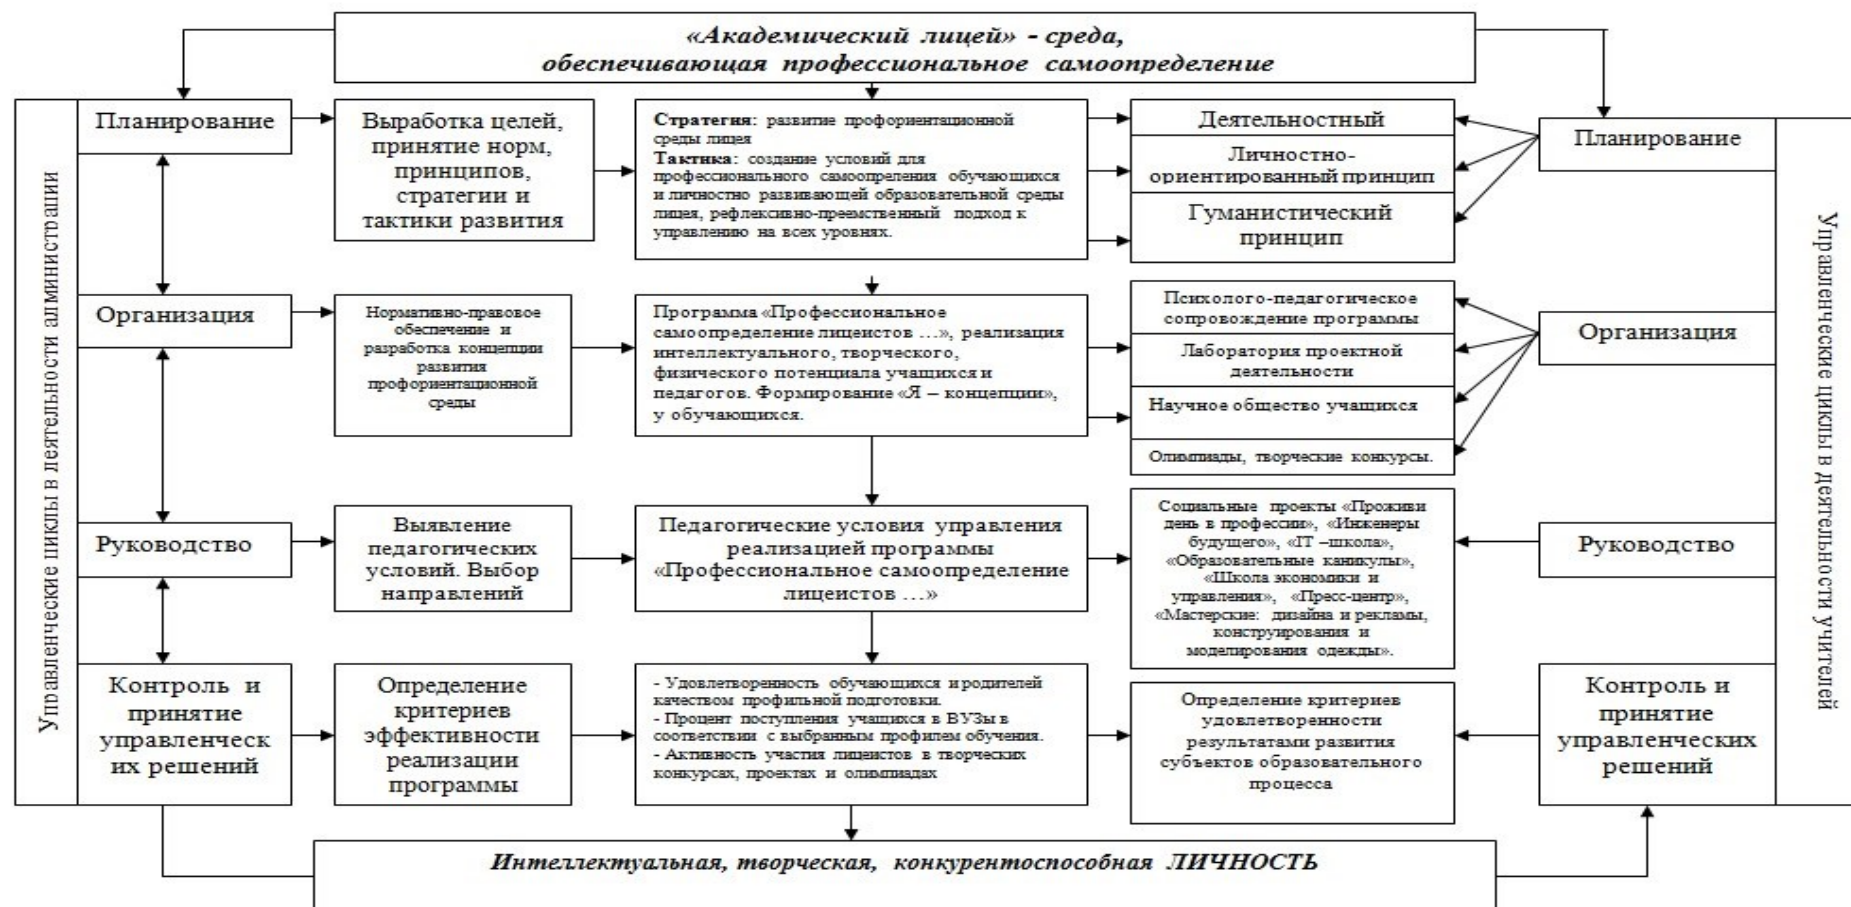 «Академический лицей» - среда,
обеспечивающая профессиональное самоопределение
Управленческие циклы в деятельности администрации
Планирование
Выработка целей,
принятие норм,
принципов,
стратегии и
тактики развития
Стратегия: развитие профориентационной
среды лицея
Тактика: создание условий для
профессионального самоопреления обучающихся
и личностно развивающей образовательной среды
лицея, рефлексивно-преемственный подход к
управлению на всех уровнях.
Деятельностный
Личностно-
ориентированный принцип
Гуманистический
принцип
Планирование
Управленческие циклы в деятельности учителей
Организация
Нормативно-правовое
обеспечение и
разработка концепции
развития
профориентационной
среды
Программа «Профессиональное
самоопределение лицеистов …», реализация
интеллектуального, творческого,
физического потенциала учащихся и
педагогов. Формирование «Я – концепции»,
у обучающихся.
Психолого-педагогическое
сопровождение программы
Лаборатория проектной
деятельности
Научное общество учащихся
Олимпиады, творческие конкурсы.
Организация
Руководство
Выявление
педагогических
условий. Выбор
направлений
Педагогические условия управления
реализацией программы
«Профессиональное самоопределение
лицеистов …»
Социальные проекты «Проживи
день в профессии», «Инженеры
будущего», «IT –школа»,
«Образовательные каникулы»,
«Школа экономики и
управления», «Пресс-центр»,
«Мастерские: дизайна и рекламы,
конструирования и
моделирования одежды».
Руководство
Контроль и
принятие
управленческ
их решений
Определение
критериев
эффективности
реализации
программы
- Удовлетворенность обучающихся и родителей
качеством профильной подготовки.
- Процент поступления учащихся в ВУЗы в
соответствии с выбранным профилем обучения.
- Активность участия лицеистов в творческих
конкурсах, проектах и олимпиадах
Определение критериев
удовлетворенности
результатами развития
субъектов образовательного
процесса
Контроль и
принятие
управленческих
решений
Интеллектуальная, творческая, конкурентоспособная ЛИЧНОСТЬ